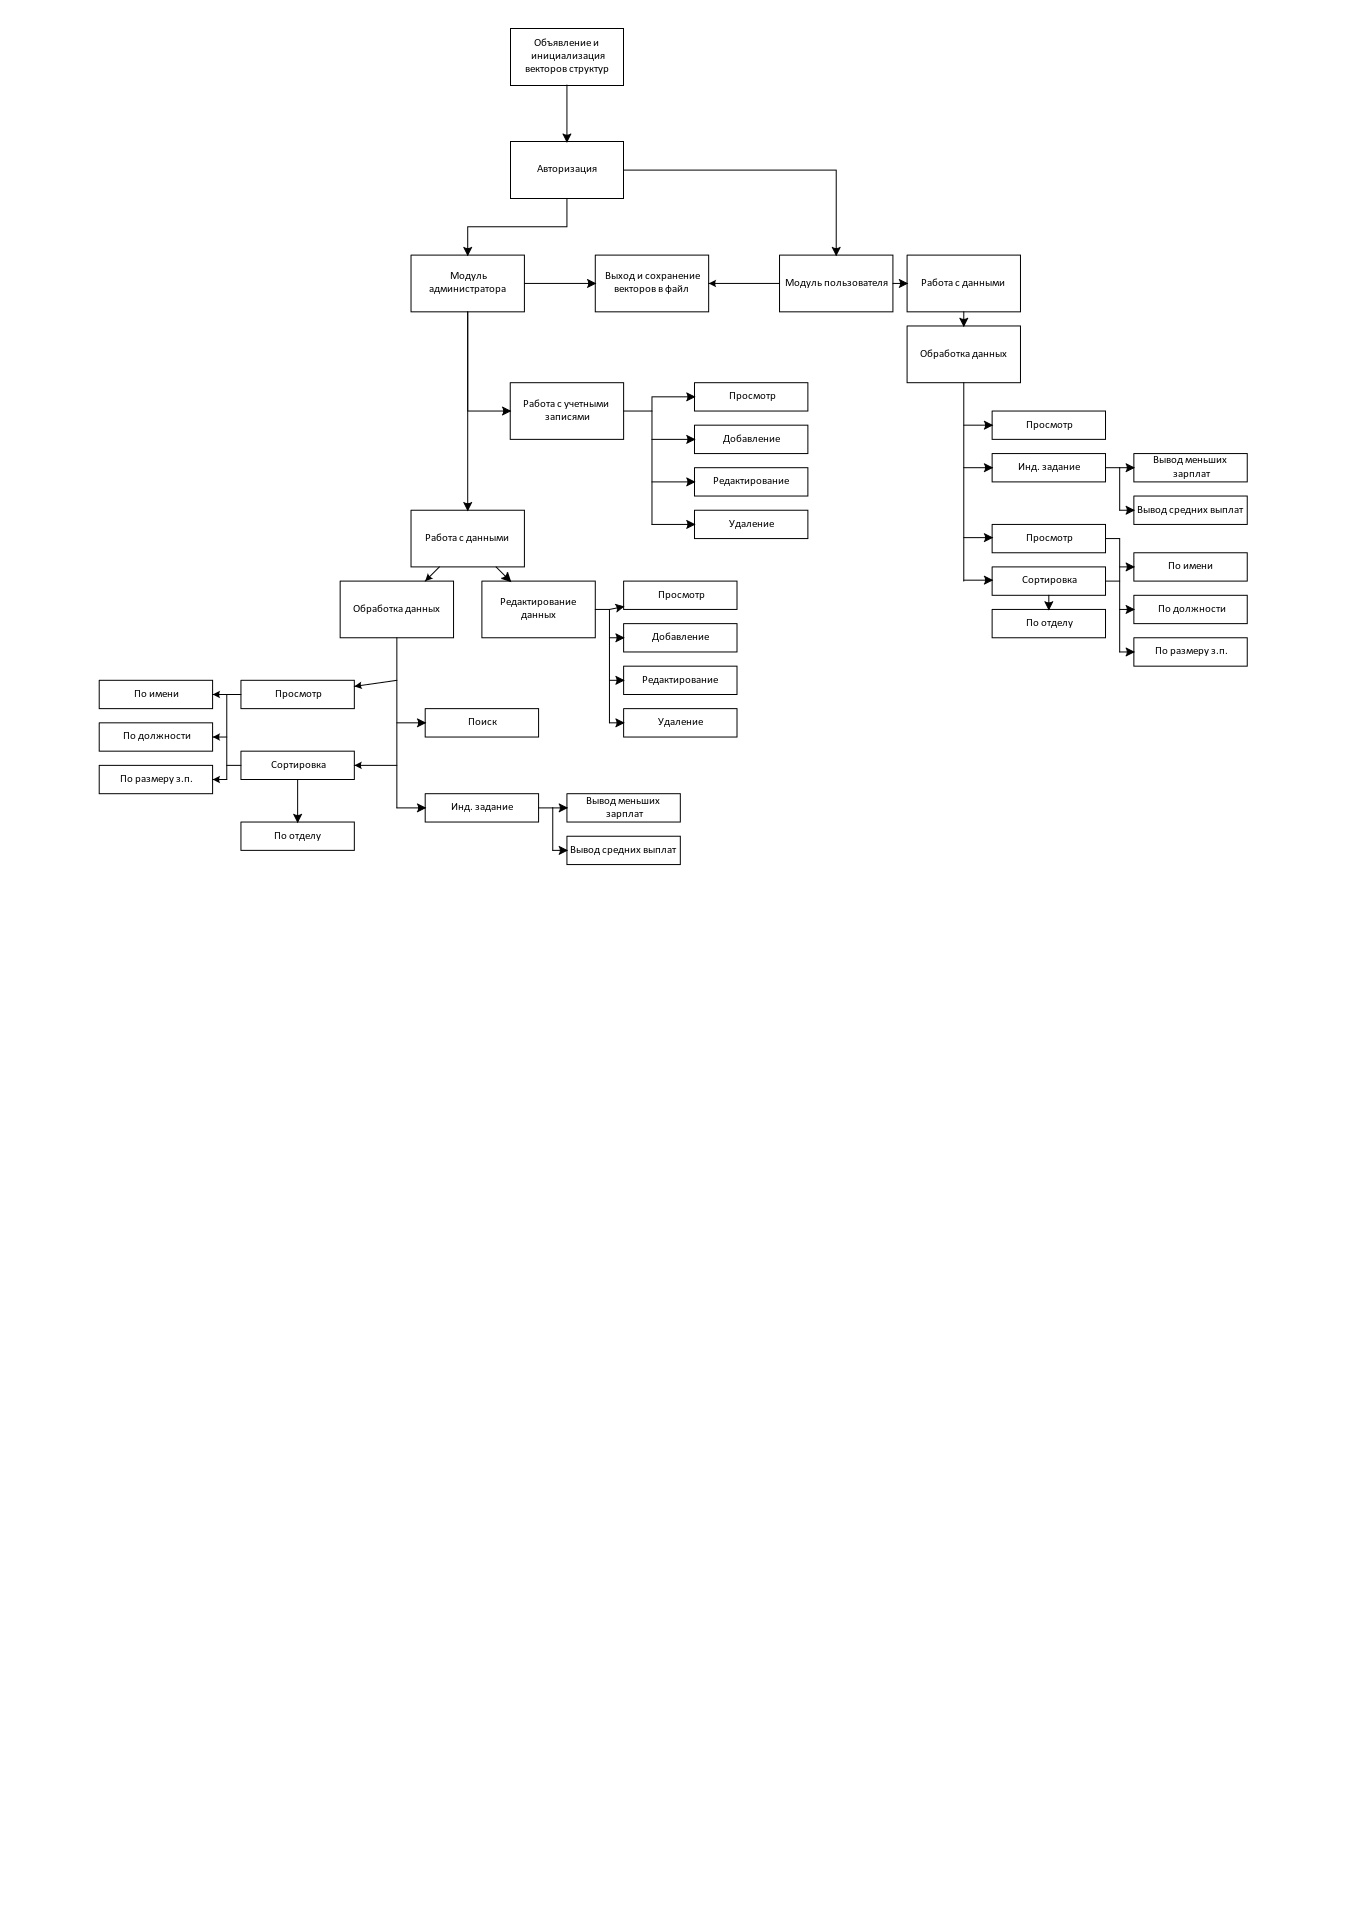 Объявление и
инициализация
векторов структур
Авторизация
Модуль
администратора
Выход и сохранение
векторов в файл
Модуль пользователя
Работа с данными
Обработка данных
Работа с учетными
записями
Просмотр
Добавление
Редактирование
Удаление
Просмотр
Инд. задание
Вывод меньших
зарплат
Вывод средних выплат
Просмотр
Сортировка
По отделу
По имени
По должности
По размеру з.п.
Работа с данными
Обработка данных
Редактирование
данных
Просмотр
Добавление
Редактирование
Удаление
По имени
Просмотр
По должности
Поиск
По размеру з.п.
Сортировка
По отделу
Инд. задание
Вывод меньших
зарплат
Вывод средних выплат